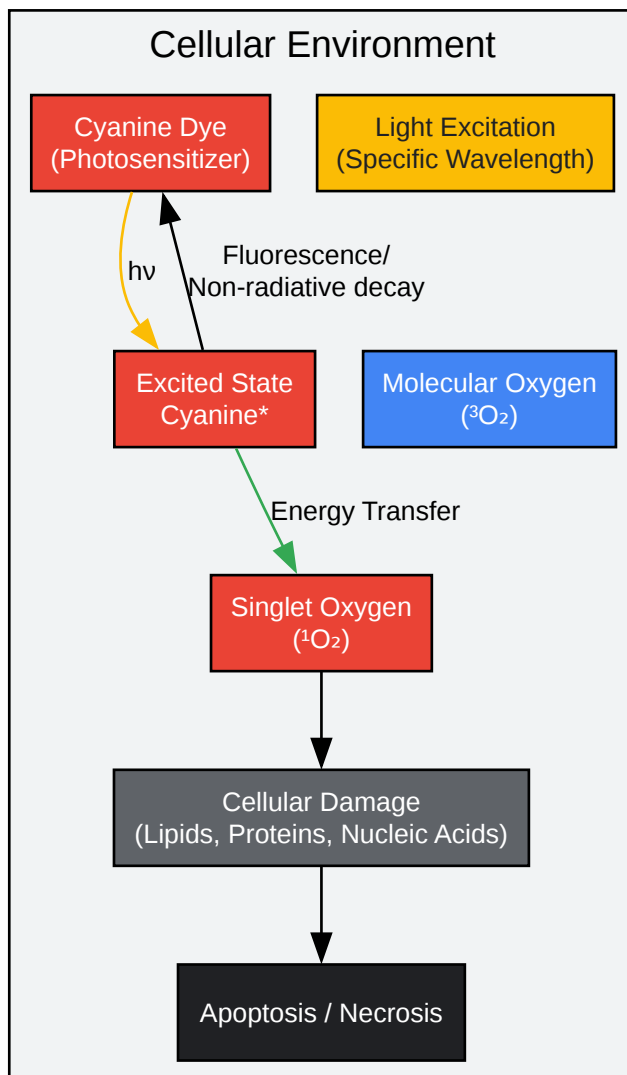 Cellular Environment
Cyanine Dye
(Photosensitizer)
Light Excitation
(Specific Wavelength)
hν
Fluorescence/
Non-radiative decay
Excited State
Cyanine*
Molecular Oxygen
(³O₂)
Energy Transfer
Singlet Oxygen
(¹O₂)
Cellular Damage
(Lipids, Proteins, Nucleic Acids)
Apoptosis / Necrosis